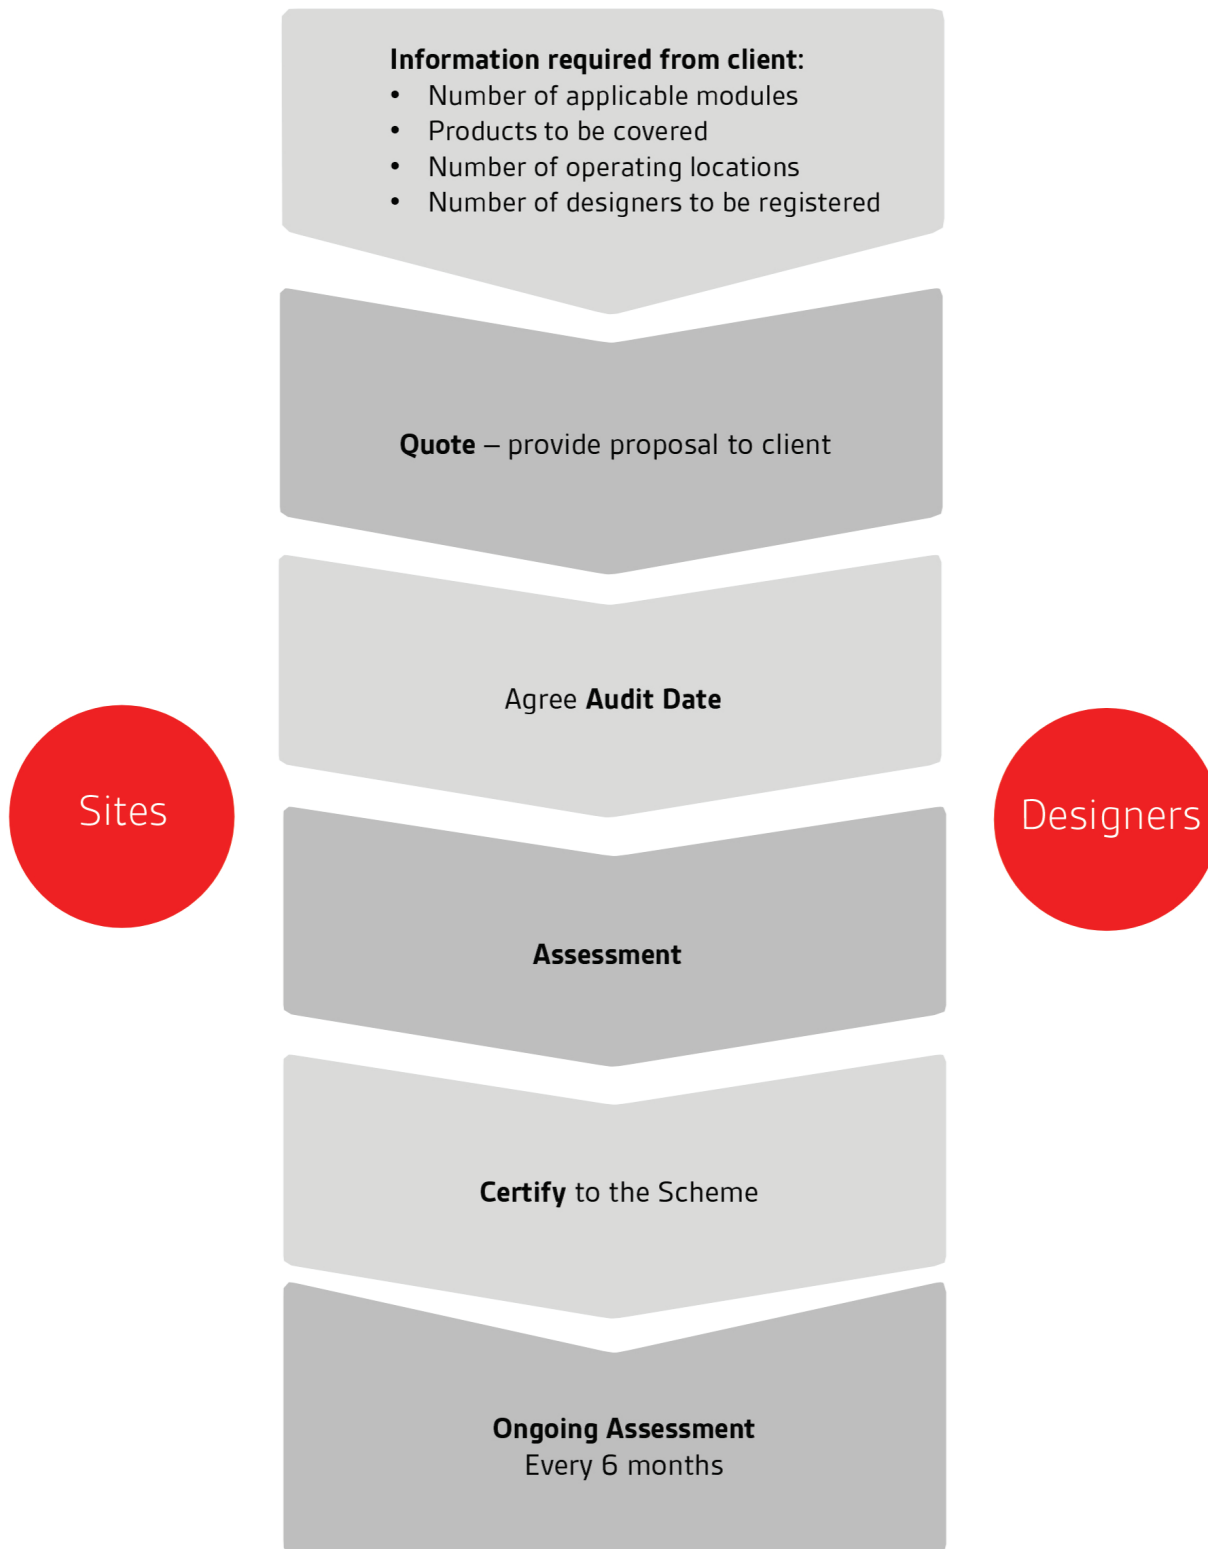 Information required from client:
• Number of applicable modules
• Products to be covered
• Number of operating locations
• Number of designers to be registered
Quote – provide proposal to client
Agree Audit Date
Sites
Designers
Assessment
Certify to the Scheme
Ongoing Assessment
Every 6 months